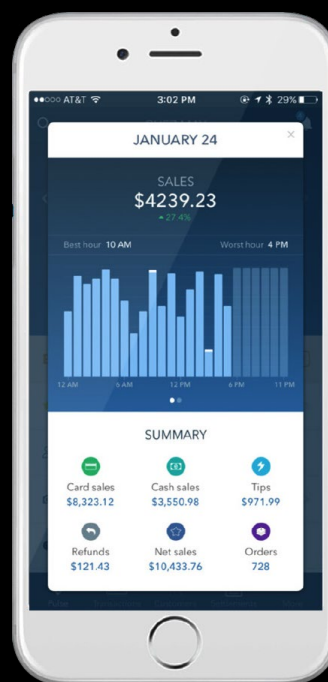 AT&T 3:02 PM 29%
JANUARY 24 ×
SALES
$4239.23
27.4%
Best hour 10 AM Worst hour 4 PM
12 AM 6 AM 12 PM 6 PM 11 PM
SUMMARY
Card sales Cash sales Tips
$8,323.12 $3,550.98 $971.99
Refunds Net sales Orders
$121.43 $10,433.76 728